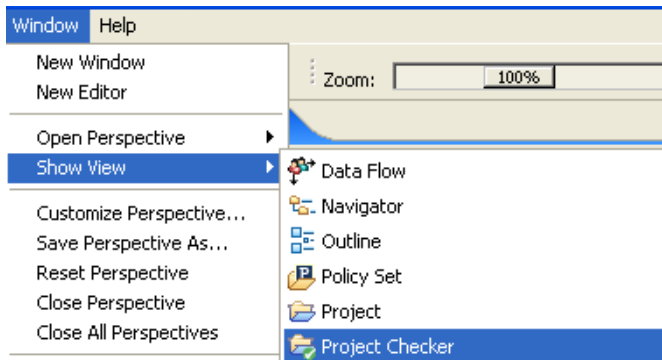 Window Help
New Window
New Editor
Zoom: 100%
Open Perspective
Show View
Data Flow
Navigator
Customize Perspective...
Outline
Save Perspective As...
Reset Perspective
Policy Set
Close Perspective
Project
Close All Perspectives
Project Checker